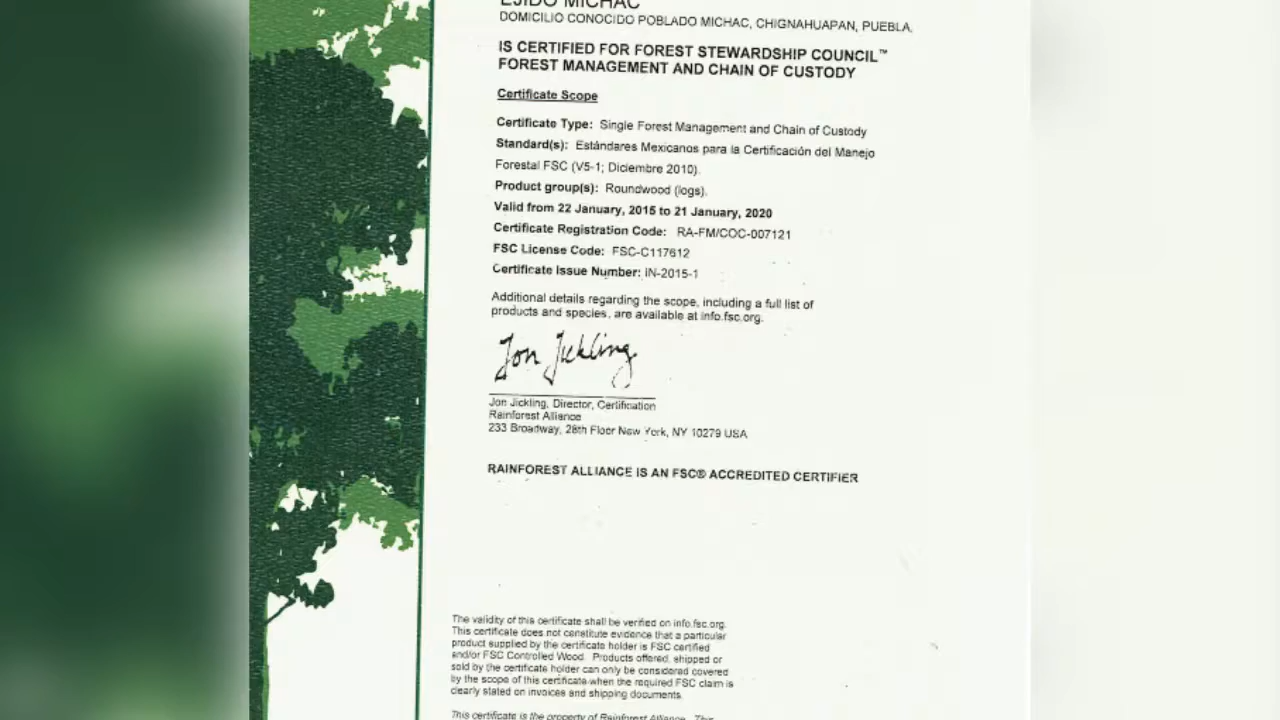 EJIDO MICHAC
DOMICILIO CONOCIDO POBLADO MICHAC, CHIGNAHUAPAN, PUEBLA.
IS CERTIFIED FOR FOREST STEWARDSHIP COUNCIL™
FOREST MANAGEMENT AND CHAIN OF CUSTODY
Certificate Scope
Certificate Type: Single Forest Management and Chain of Custody
Standard(s): Estándares Mexicanos para la Certificación del Manejo
Forestal FSC (V5-1; Diciembre 2010).
Product group(s): Roundwood (logs).
Valid from 22 January, 2015 to 21 January, 2020
Certificate Registration Code: RA-FM/COC-007121
FSC License Code: FSC-C117612
Certificate Issue Number: IN-2015-1
Additional details regarding the scope, including a full list of
products and species, are available at info.fsc.org.
Jon Jickling
Jon Jickling, Director, Certification
Rainforest Alliance
233 Broadway, 28th Floor New York, NY 10279 USA
RAINFOREST ALLIANCE IS AN FSC® ACCREDITED CERTIFIER
The validity of this certificate shall be verified on info.fsc.org.
This certificate does not constitute evidence that a particular
product supplied by the certificate holder is FSC certified
and/or FSC Controlled Wood. Products offered, shipped or
sold by the certificate holder can only be considered covered
by the scope of this certificate when the required FSC claim is
clearly stated on invoices and shipping documents.
This certificate is the property of Rainforest Alliance. This